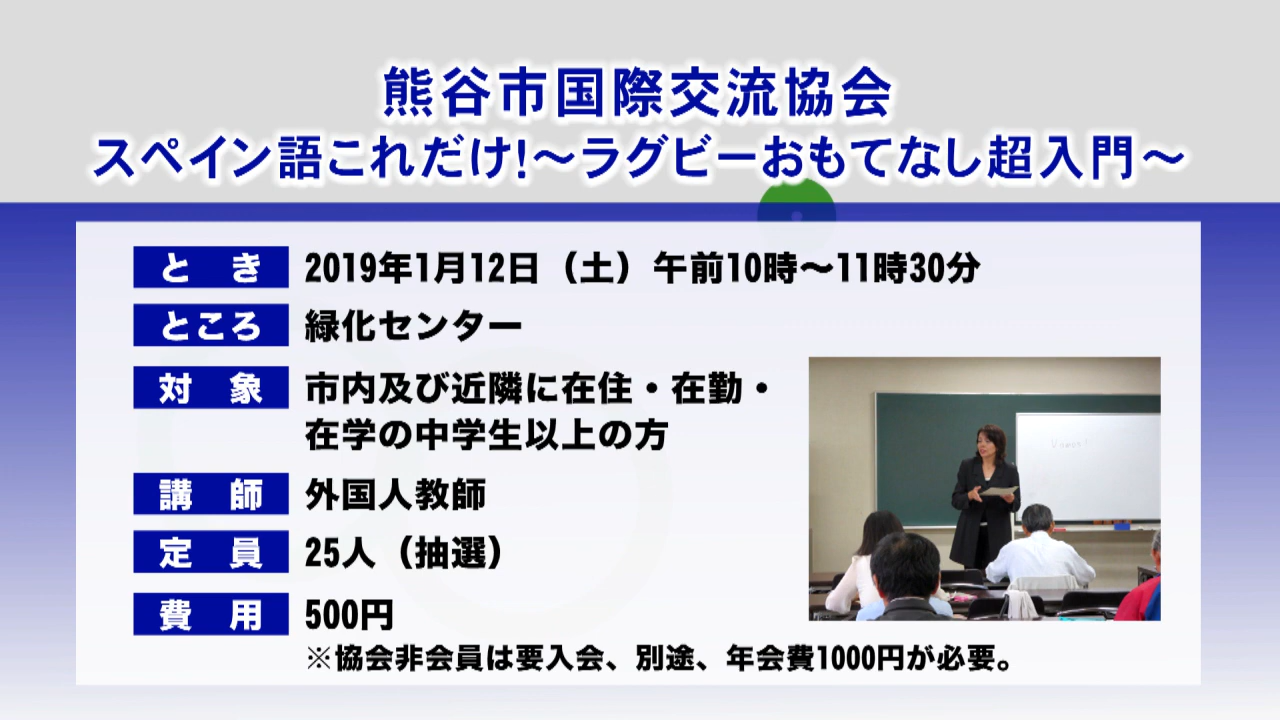 熊谷市国際交流協会
スペイン語これだけ!～ラグビーおもてなし超入門～
とき 2019年1月12日（土）午前10時～11時30分
ところ 緑化センター
対象 市内及び近隣に在住・在勤・
在学の中学生以上の方
講師 外国人教師
定員 25人（抽選）
費用 500円
※協会非会員は要入会、別途、年会費1000円が必要。